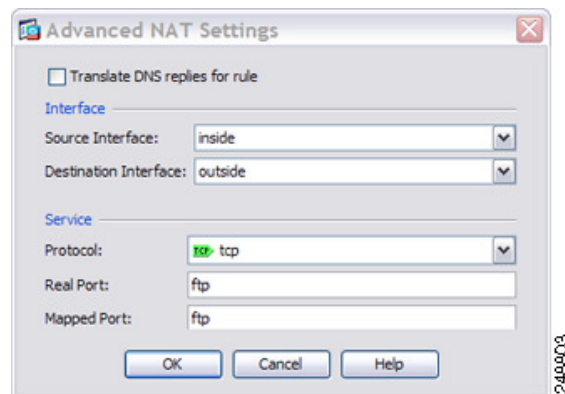 Advanced NAT Settings
Translate DNS replies for rule
Interface
Source Interface: inside
Destination Interface: outside
Service
Protocol: TCP tcp
Real Port: ftp
Mapped Port: ftp
OK Cancel Help
248803